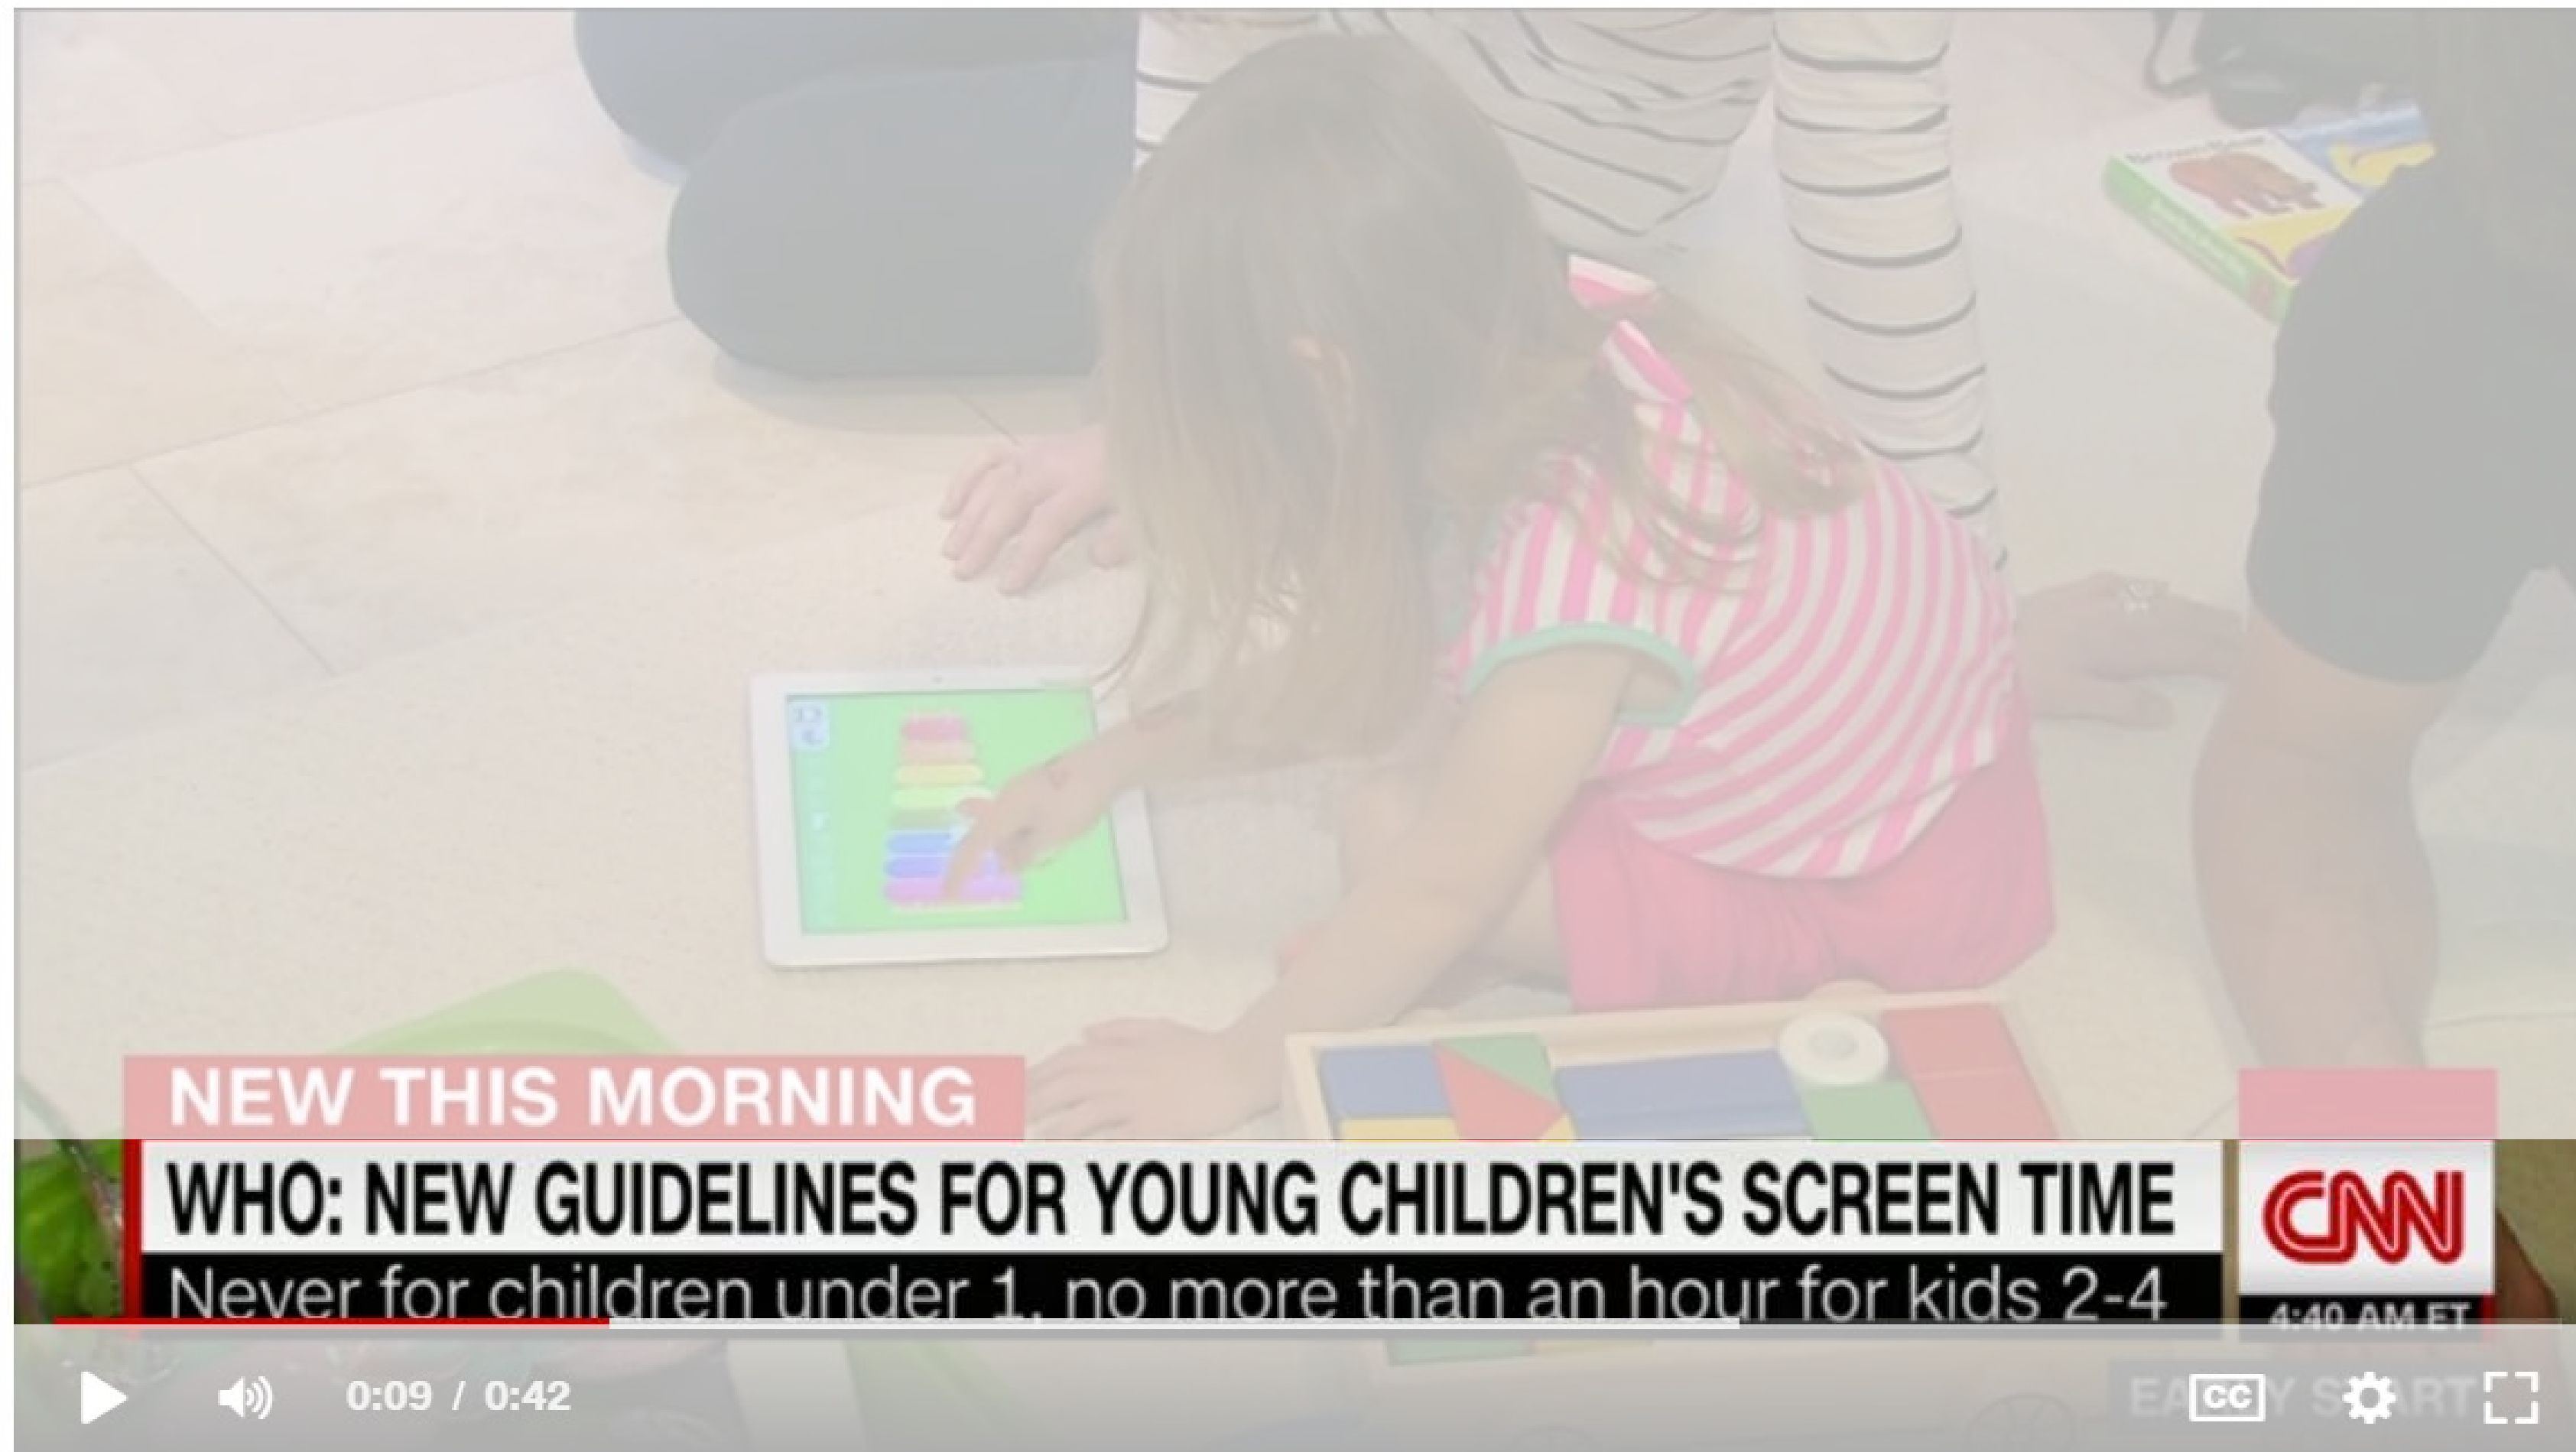 NEW THIS MORNING
WHO: NEW GUIDELINES FOR YOUNG CHILDREN'S SCREEN TIME
CNN
Never for children under 1, no more than an hour for kids 2-4
4:40 AM ET
0:09 / 0:42
CC